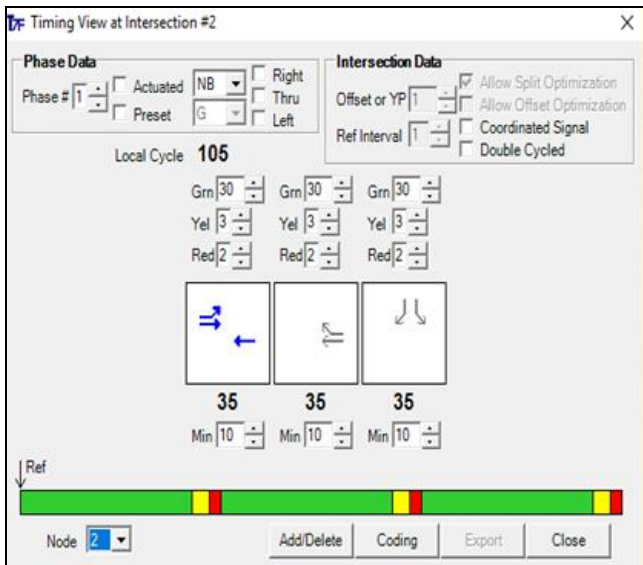 T7F Timing View at Intersection #2 X
Phase Data
Phase # 1 Actuated NB Right
Preset G Thru
Left
Intersection Data
Offset or YP 1 Allow Split Optimization
Allow Offset Optimization
Ref Interval 1 Coordinated Signal
Double Cycled
Local Cycle 105
Grn 30 Grn 30 Grn 30
Yel 3 Yel 3 Yel 3
Red 2 Red 2 Red 2
35 35 35
Min 10 Min 10 Min 10
Ref
Node 2 Add/Delete Coding Export Close